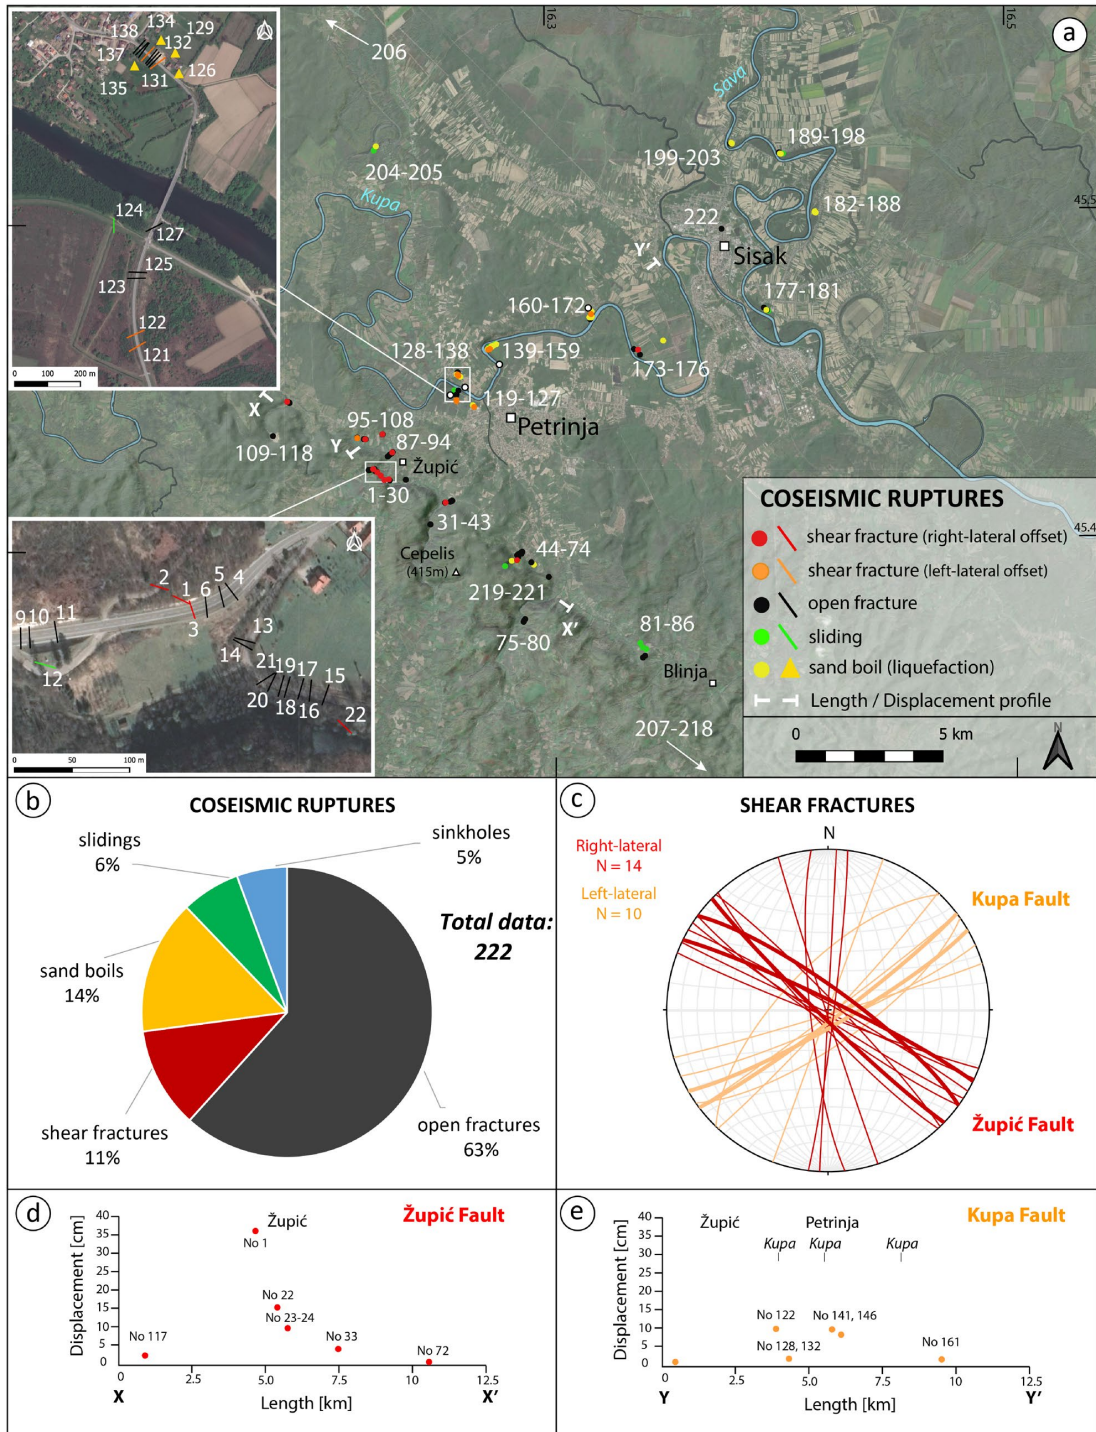 a
16.3
16.5
45.5
45.4
206
Sava
189-198
199-203
204-205
Kupa
182-188
222
Sisak
Y'
177-181
160-172
128-138
139-159
173-176
119-127
X
Petrinja
95-108
109-118
Y
87-94
Župić
1-30
31-43
Cepelis
(415m)
44-74
219-221
X'
75-80
81-86
Blinja
207-218
138
134
129
132
137
131
126
135
124
127
125
123
122
121
0
100
200 m
2
1
6
5
4
9
10
11
3
13
14
12
21
19
17
15
20
18
16
22
0
50
100 m
COSEISMIC RUPTURES
shear fracture (right-lateral offset)
shear fracture (left-lateral offset)
open fracture
sliding
sand boil (liquefaction)
Length / Displacement profile
0
5 km
N
b
COSEISMIC RUPTURES
slidings
6%
sinkholes
5%
Total data:
222
sand boils
14%
shear fractures
11%
open fractures
63%
c
SHEAR FRACTURES
N
Right-lateral
N = 14
Left-lateral
N = 10
Kupa Fault
Župić Fault
d
Župić Fault
Displacement [cm]
40
35
30
25
20
15
10
5
0
Župić
No 1
No 22
No 23-24
No 33
No 117
No 72
0
2.5
5.0
7.5
10
12.5
X
Length [km]
X'
e
Kupa Fault
Displacement [cm]
40
35
30
25
20
15
10
5
0
Župić
Petrinja
Kupa
Kupa
Kupa
No 122
No 141, 146
No 128, 132
No 161
0
2.5
5.0
7.5
10
12.5
Y
Length [km]
Y'